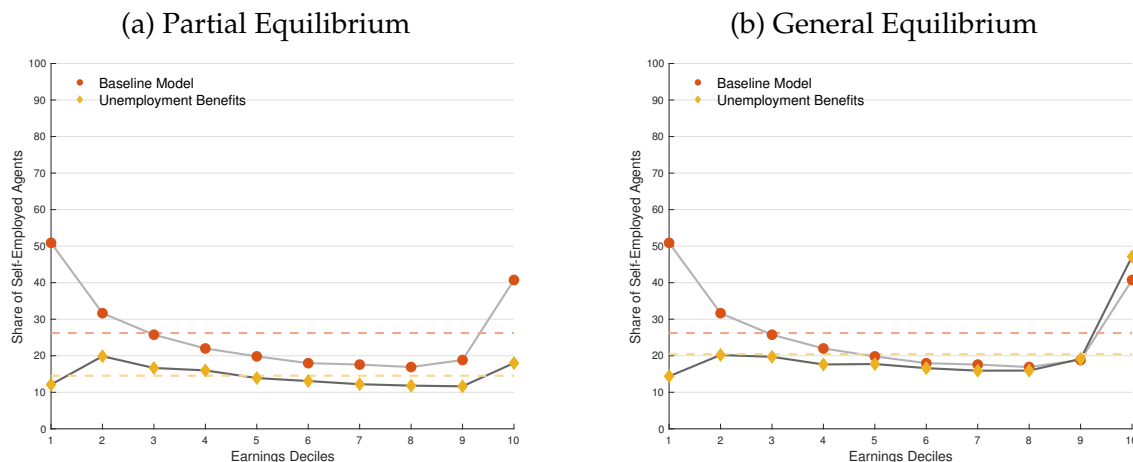 (a) Partial Equilibrium
100
90
80
70
60
50
40
30
20
10
0
Share of Self-Employed Agents
Baseline Model
Unemployment Benefits
1 2 3 4 5 6 7 8 9 10
Earnings Deciles
(b) General Equilibrium
100
90
80
70
60
50
40
30
20
10
0
Share of Self-Employed Agents
Baseline Model
Unemployment Benefits
1 2 3 4 5 6 7 8 9 10
Earnings Deciles